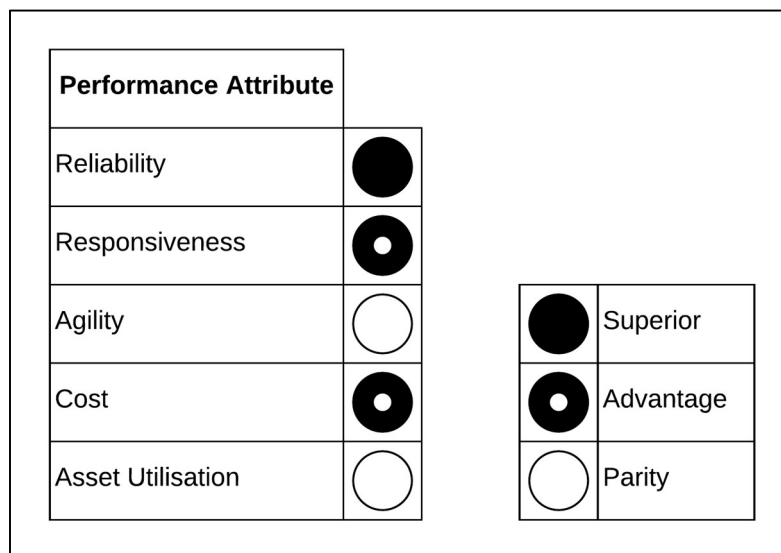 Performance Attribute
Reliability
Responsiveness
Agility
Cost
Asset Utilisation
Superior
Advantage
Parity